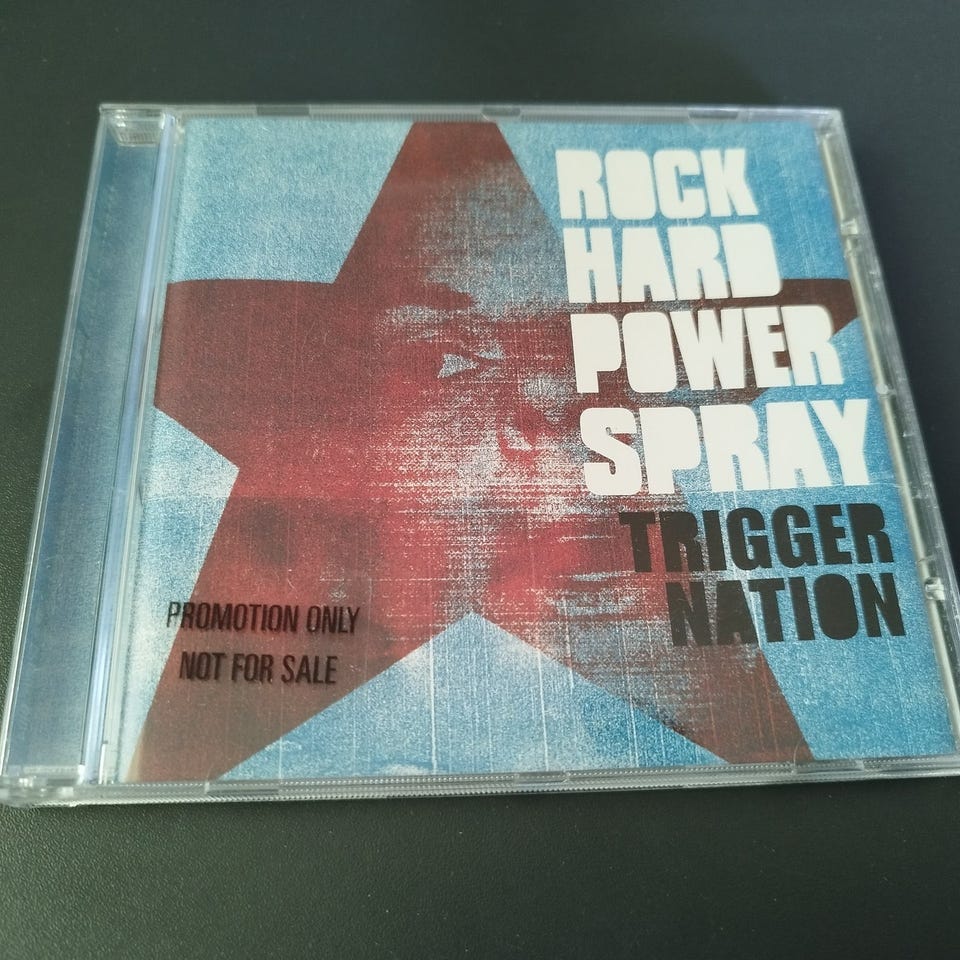 ROCK
HARD
POWER
SPRAY
TRIGGER
NATION
PROMOTION ONLY
NOT FOR SALE